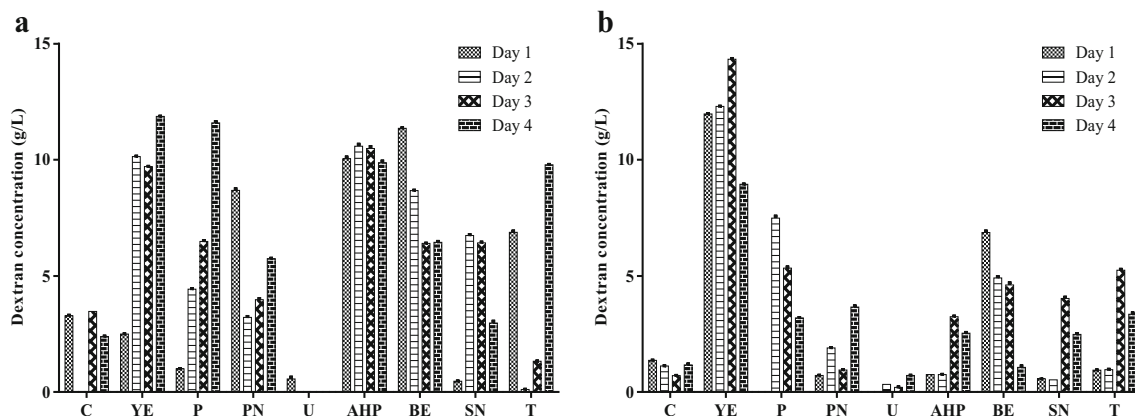 a
15
10
5
0
Dextran concentration (g/L)
Day 1
Day 2
Day 3
Day 4
C YE P PN U AHP BE SN T
b
15
10
5
0
Dextran concentration (g/L)
Day 1
Day 2
Day 3
Day 4
C YE P PN U AHP BE SN T